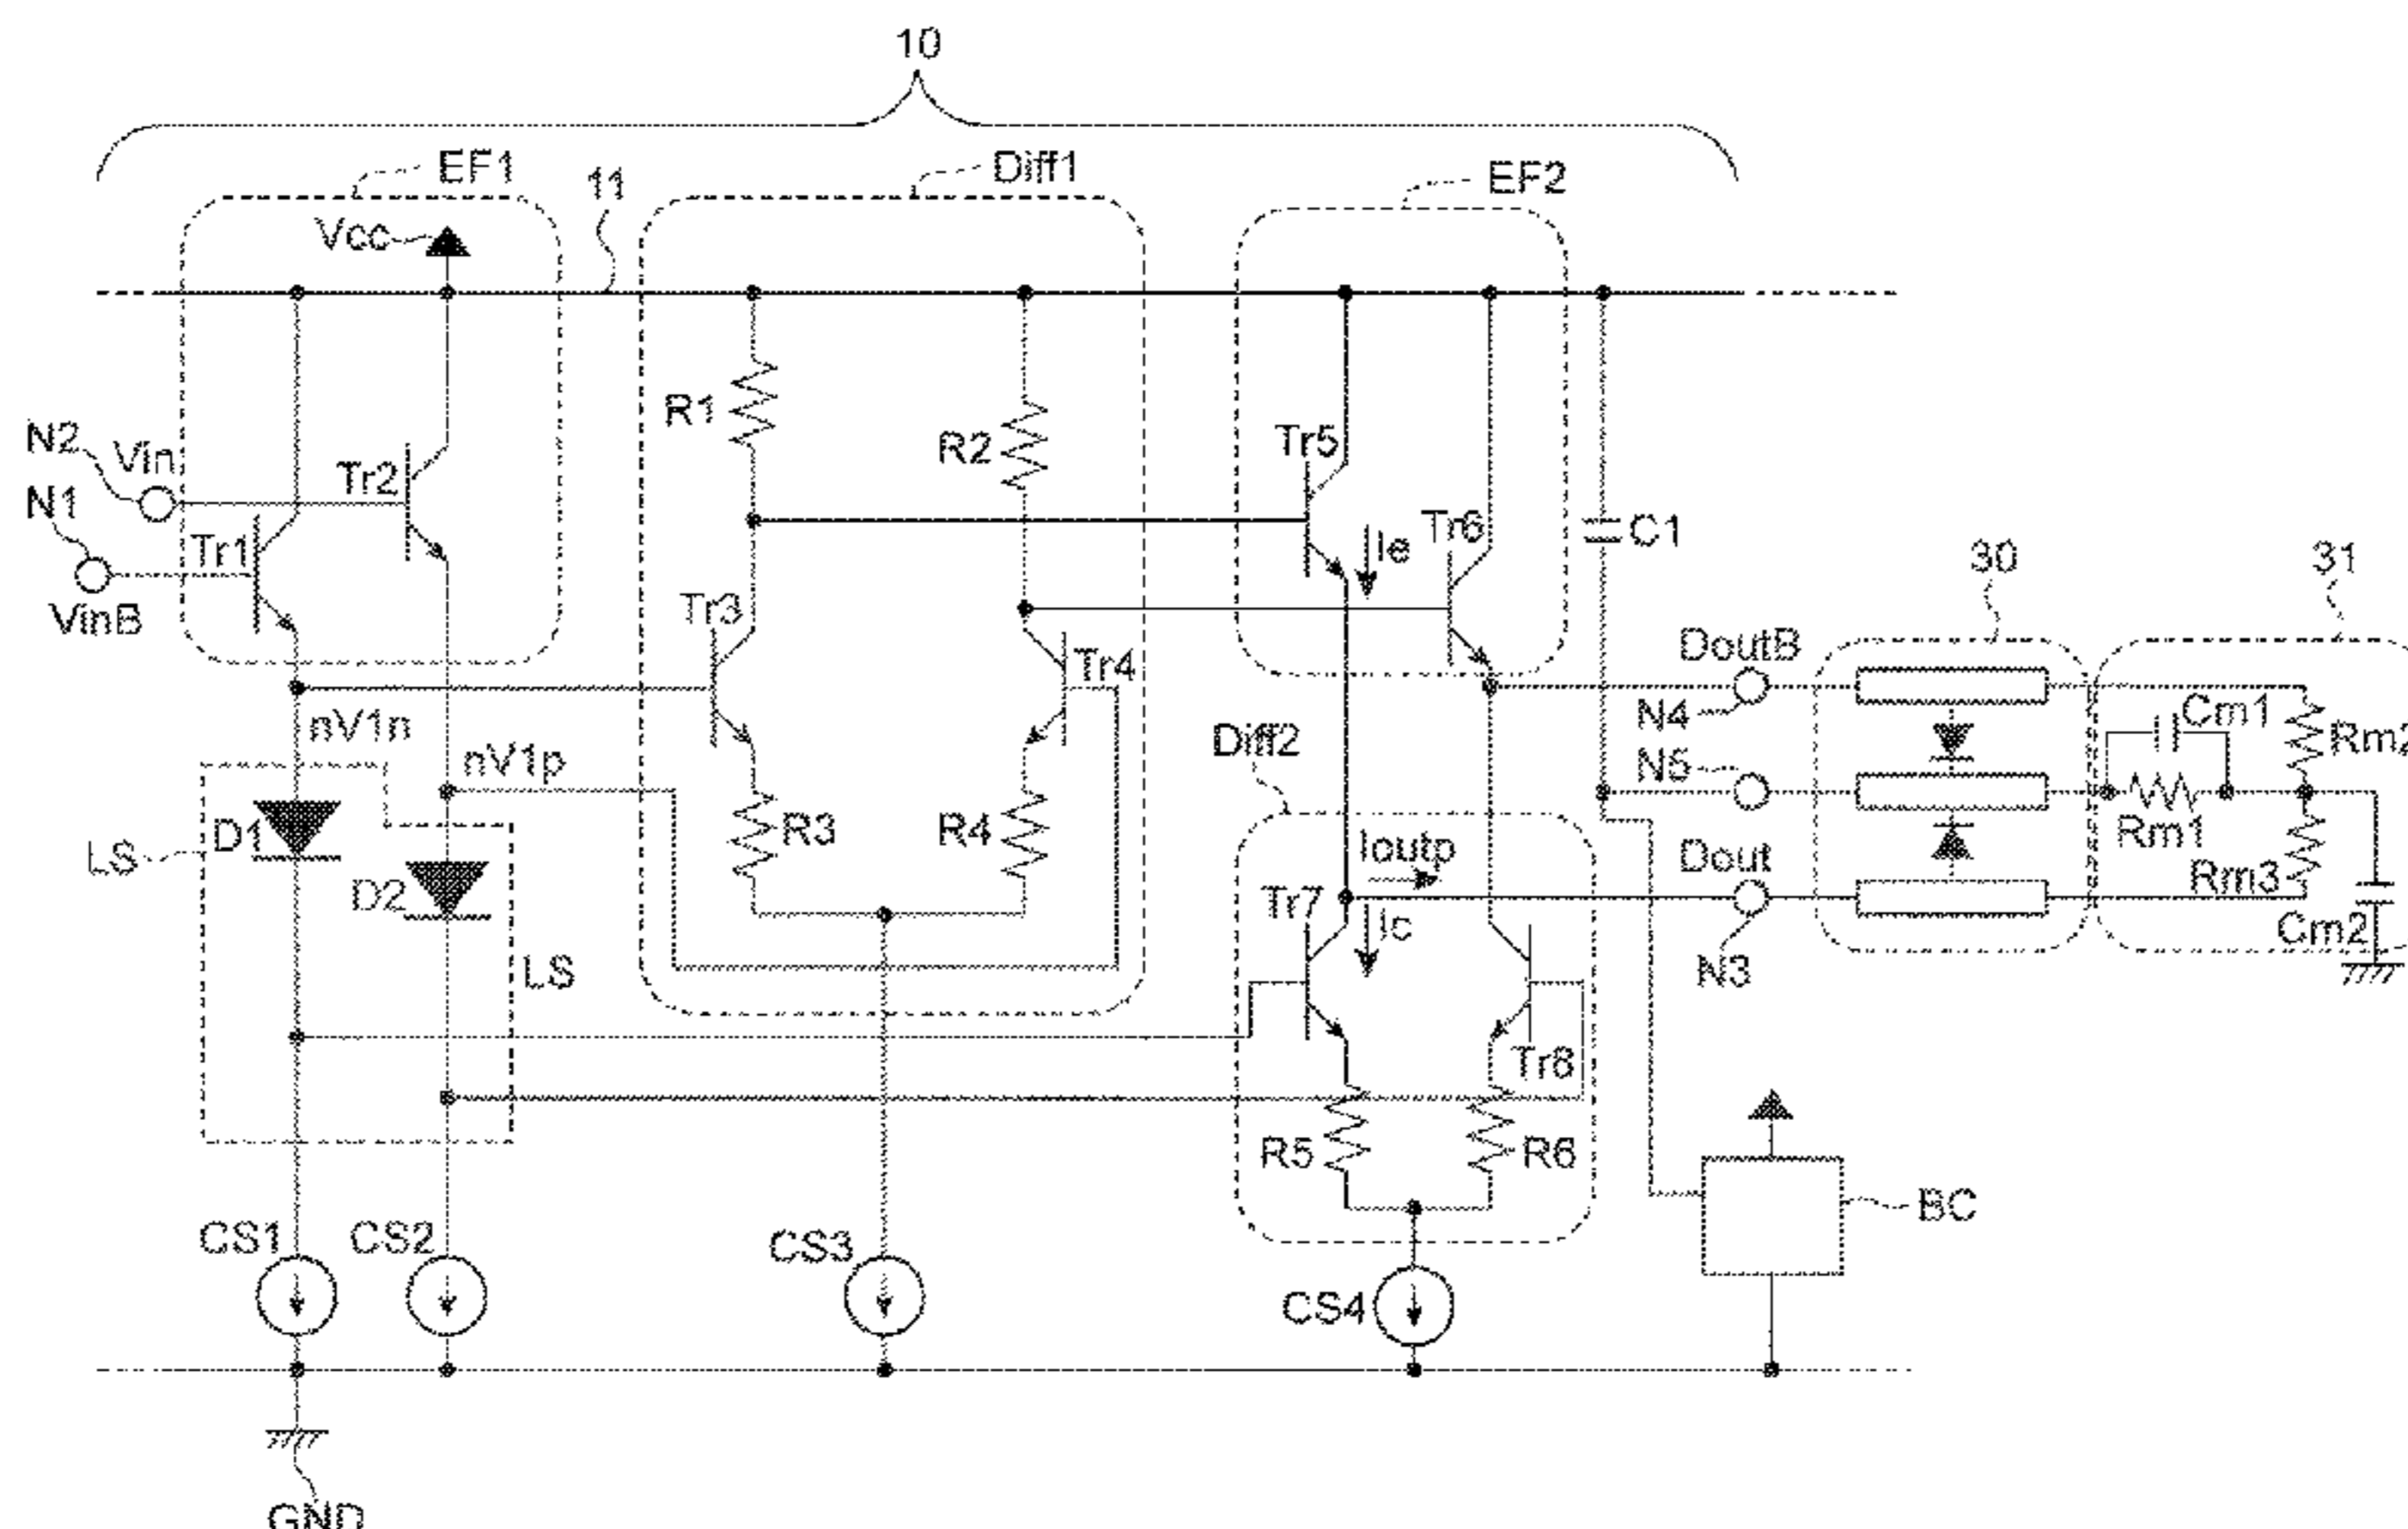 10
EF1
11
Diff1
EF2
Vcc
N2
Vin
N1
VinB
Tr1
Tr2
R1
R2
Tr5
Tr6
Ie
C1
30
31
Tr3
Tr4
nV1n
nV1p
DoutB
N4
N5
Cm1
Rm2
Rm1
Rm3
Cm2
Diff2
LS
D1
D2
LS
R3
R4
Ioutp
Dout
N3
Tr7
Ic
Tr8
R5
R6
BC
CS1
CS2
CS3
CS4
GND